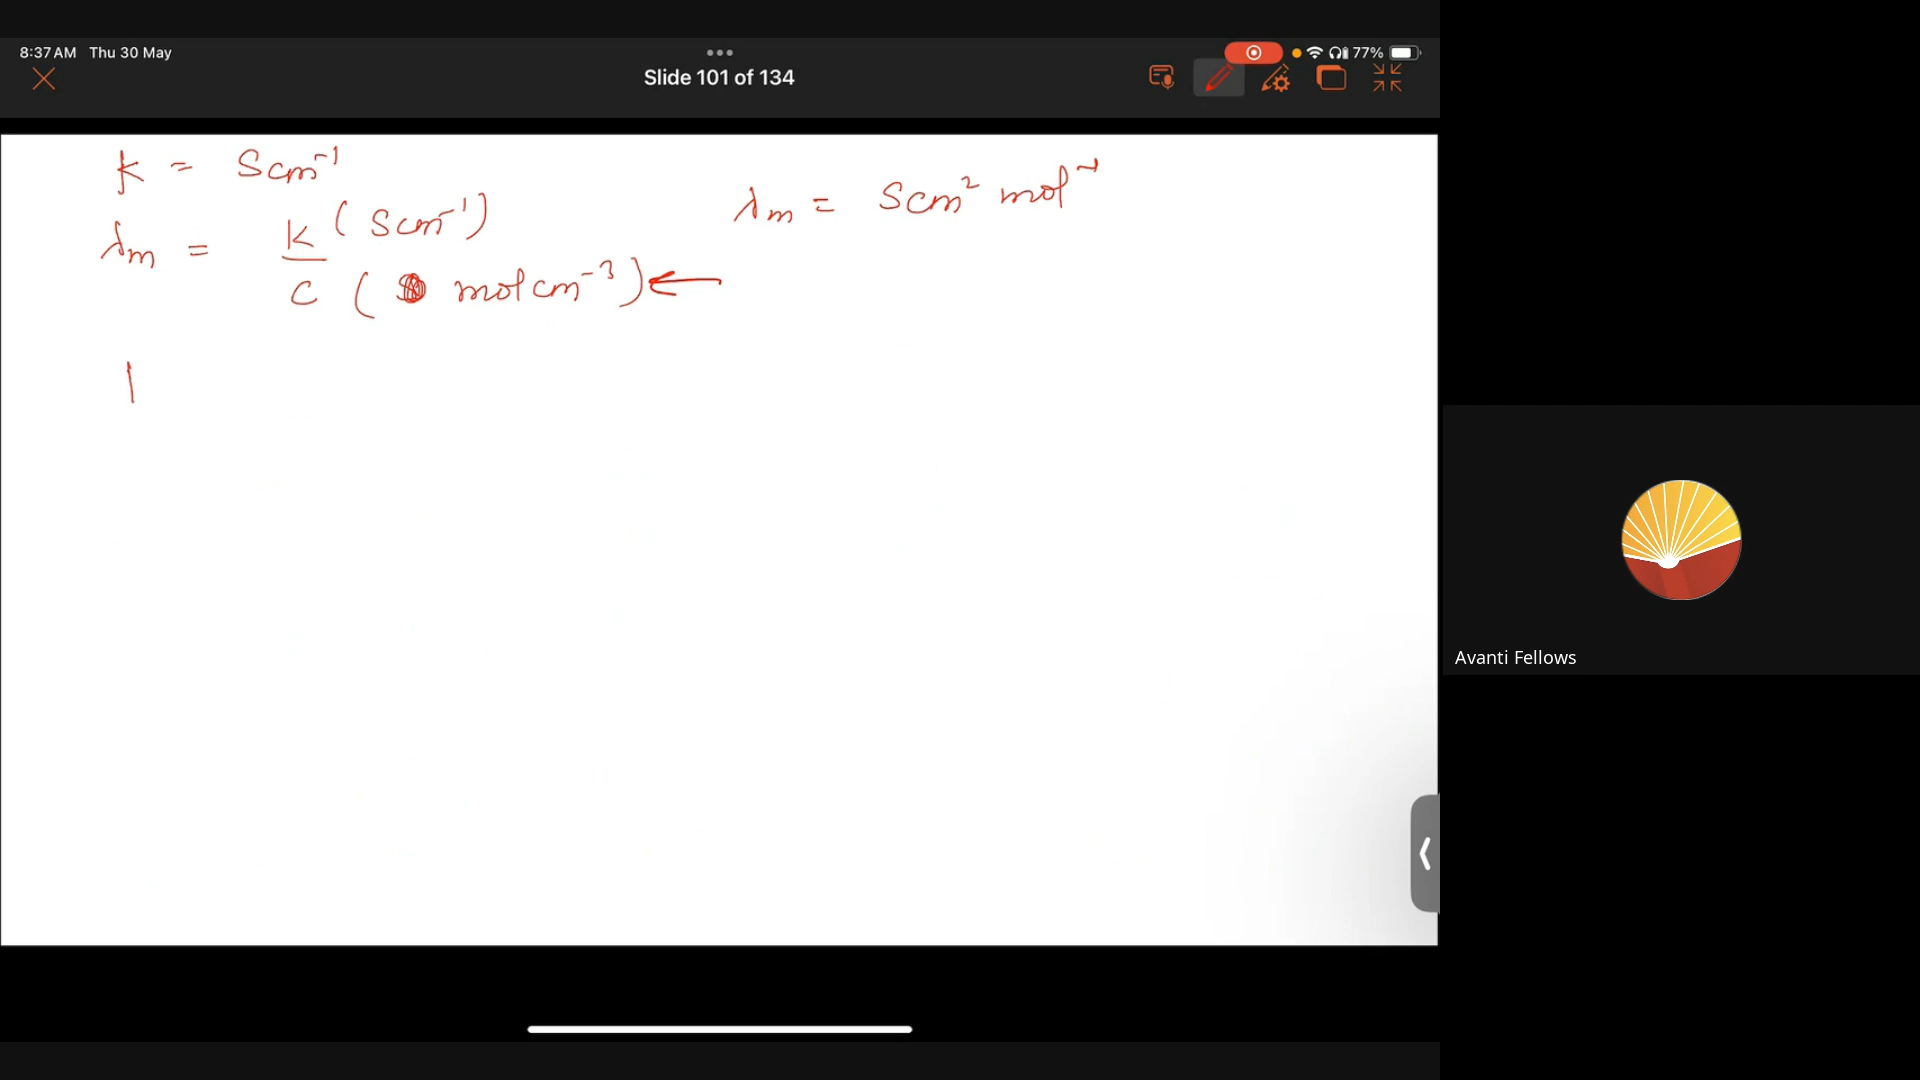 8:37 AM Thu 30 May
77%
Slide 101 of 134
k = S cm⁻¹
λm = K (S cm⁻¹)
C ( mol cm⁻³) ←
λm = S cm² mol⁻¹
|
Avanti Fellows